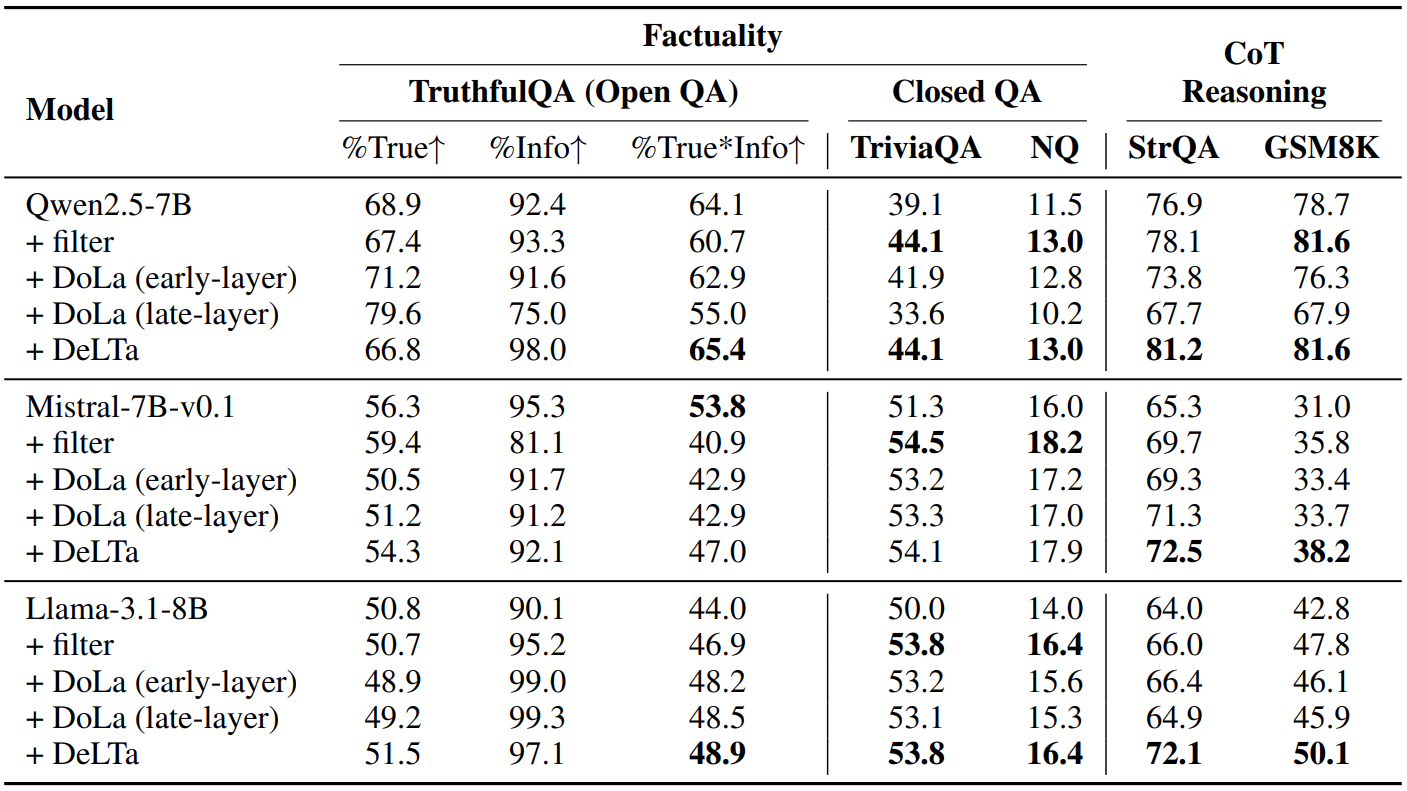 Factuality
CoT
Reasoning
Model
TruthfulQA (Open QA) Closed QA
%True↑ %Info↑ %True*Info↑ TriviaQA NQ StrQA GSM8K
Qwen2.5-7B 68.9 92.4 64.1 39.1 11.5 76.9 78.7
+ filter 67.4 93.3 60.7 44.1 13.0 78.1 81.6
+ DoLa (early-layer) 71.2 91.6 62.9 41.9 12.8 73.8 76.3
+ DoLa (late-layer) 79.6 75.0 55.0 33.6 10.2 67.7 67.9
+ DeLTa 66.8 98.0 65.4 44.1 13.0 81.2 81.6
Mistral-7B-v0.1 56.3 95.3 53.8 51.3 16.0 65.3 31.0
+ filter 59.4 81.1 40.9 54.5 18.2 69.7 35.8
+ DoLa (early-layer) 50.5 91.7 42.9 53.2 17.2 69.3 33.4
+ DoLa (late-layer) 51.2 91.2 42.9 53.3 17.0 71.3 33.7
+ DeLTa 54.3 92.1 47.0 54.1 17.9 72.5 38.2
Llama-3.1-8B 50.8 90.1 44.0 50.0 14.0 64.0 42.8
+ filter 50.7 95.2 46.9 53.8 16.4 66.0 47.8
+ DoLa (early-layer) 48.9 99.0 48.2 53.2 15.6 66.4 46.1
+ DoLa (late-layer) 49.2 99.3 48.5 53.1 15.3 64.9 45.9
+ DeLTa 51.5 97.1 48.9 53.8 16.4 72.1 50.1